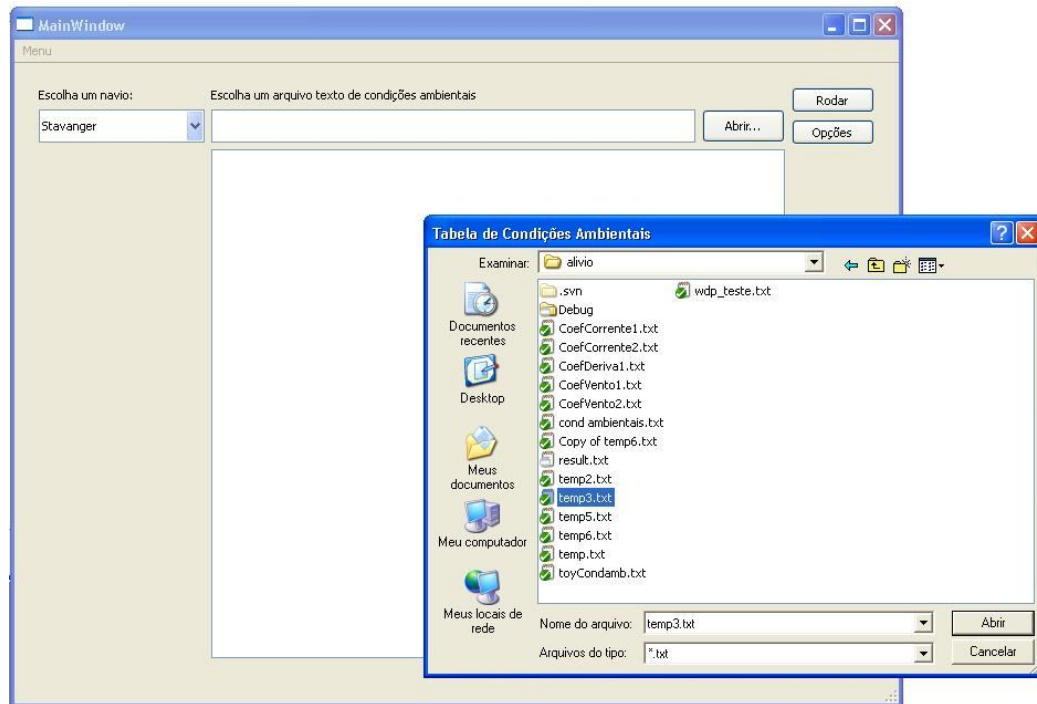 MainWindow
Menu
Escolha um navio:
Escolha um arquivo texto de condições ambientais
Rodar
Stavanger
Abrir...
Opções
Tabela de Condições Ambientais
Examinar:
alivio
Documentos
recentes
Desktop
Meus
documentos
Meu computador
Meus locais de
rede
.svn
Debug
CoefCorrente1.txt
CoefCorrente2.txt
CoefDeriva1.txt
CoefVento1.txt
CoefVento2.txt
cond ambientais.txt
Copy of temp6.txt
result.txt
temp2.txt
temp3.txt
temp5.txt
temp6.txt
temp.txt
toyCondamb.txt
wdp_teste.txt
Nome do arquivo:
temp3.txt
Abrir
Arquivos do tipo:
*.txt
Cancelar